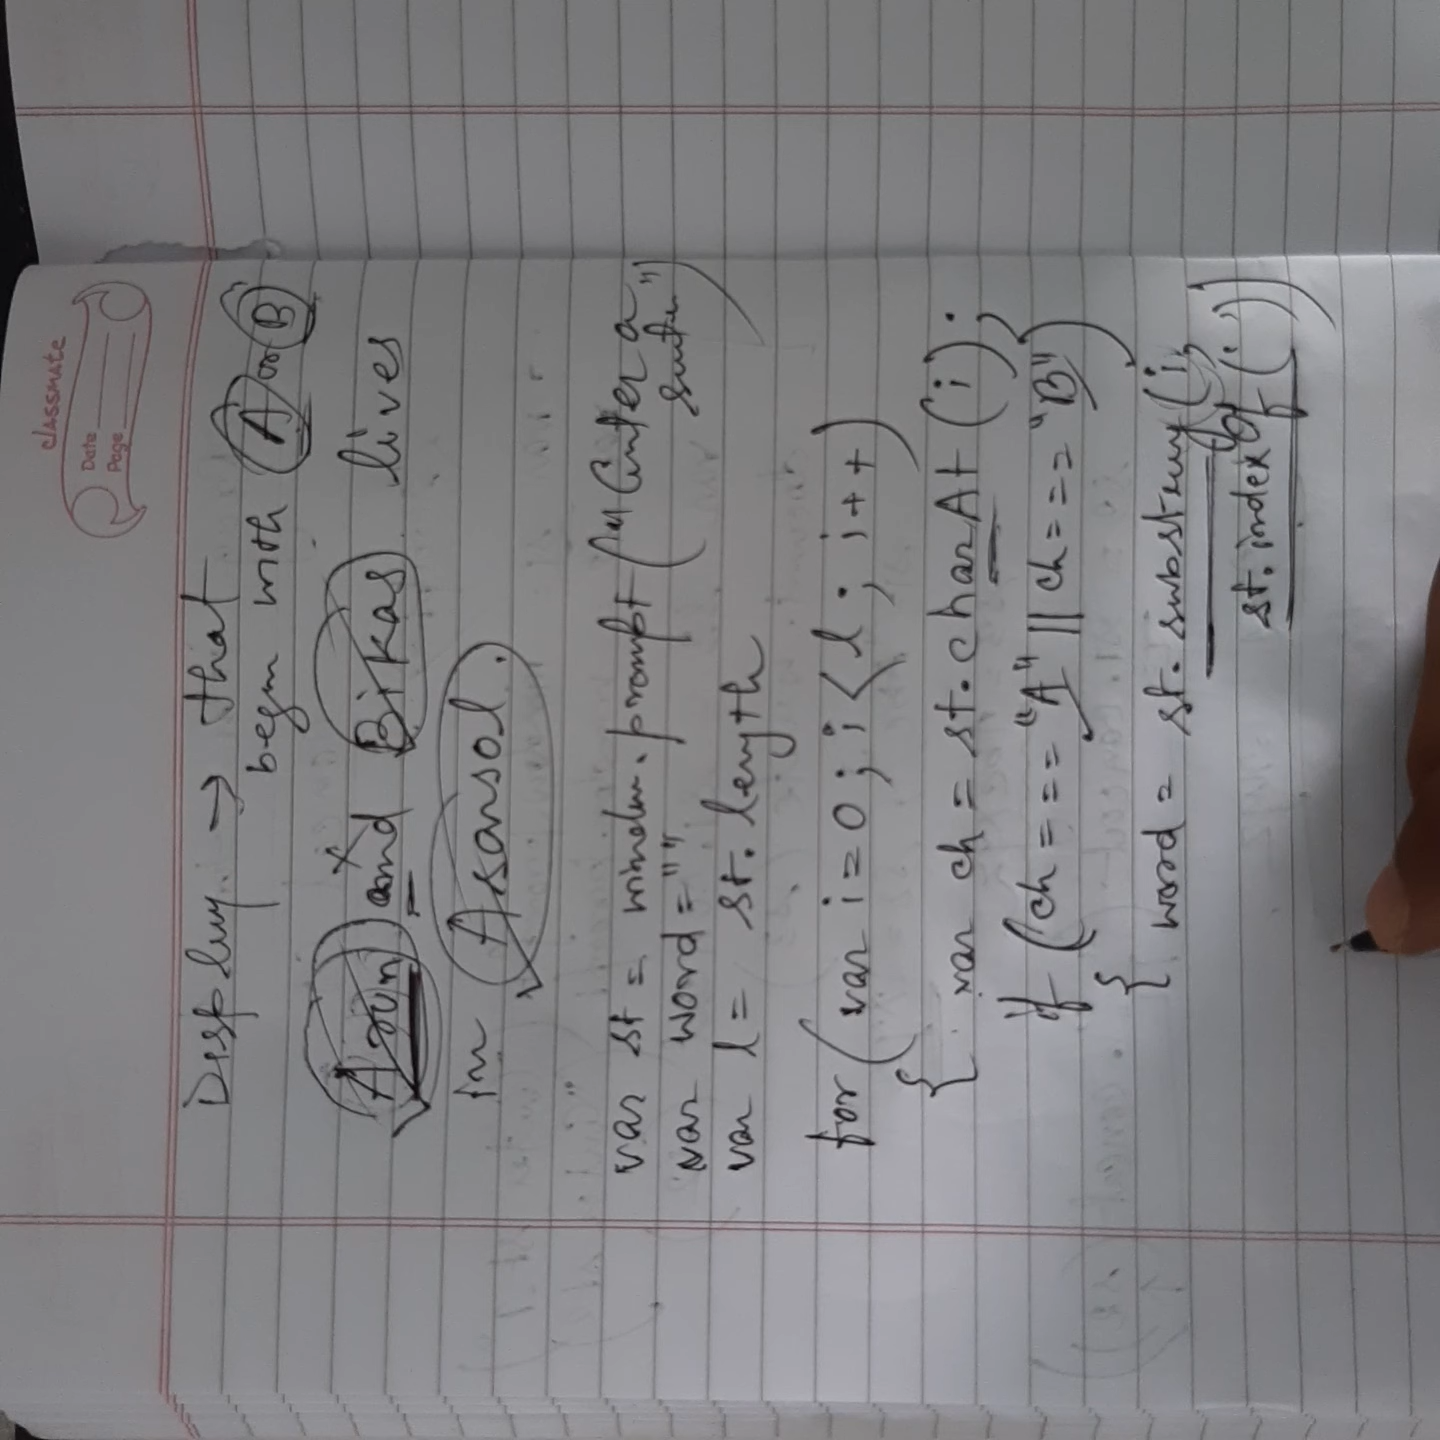 classmate
Date
Page
Display → that
begin with (A) or (B)
Arun and Bikas lives
in Asansol.
var st = window.prompt("Enter a
sente")
var word = ""
var l = st.length
for (var i=0; i<l; i++)
{ var ch = st.charAt(i);
if (ch === "A" || ch === "B")
{ word = st.substring(i,
st.indexOf(' '))